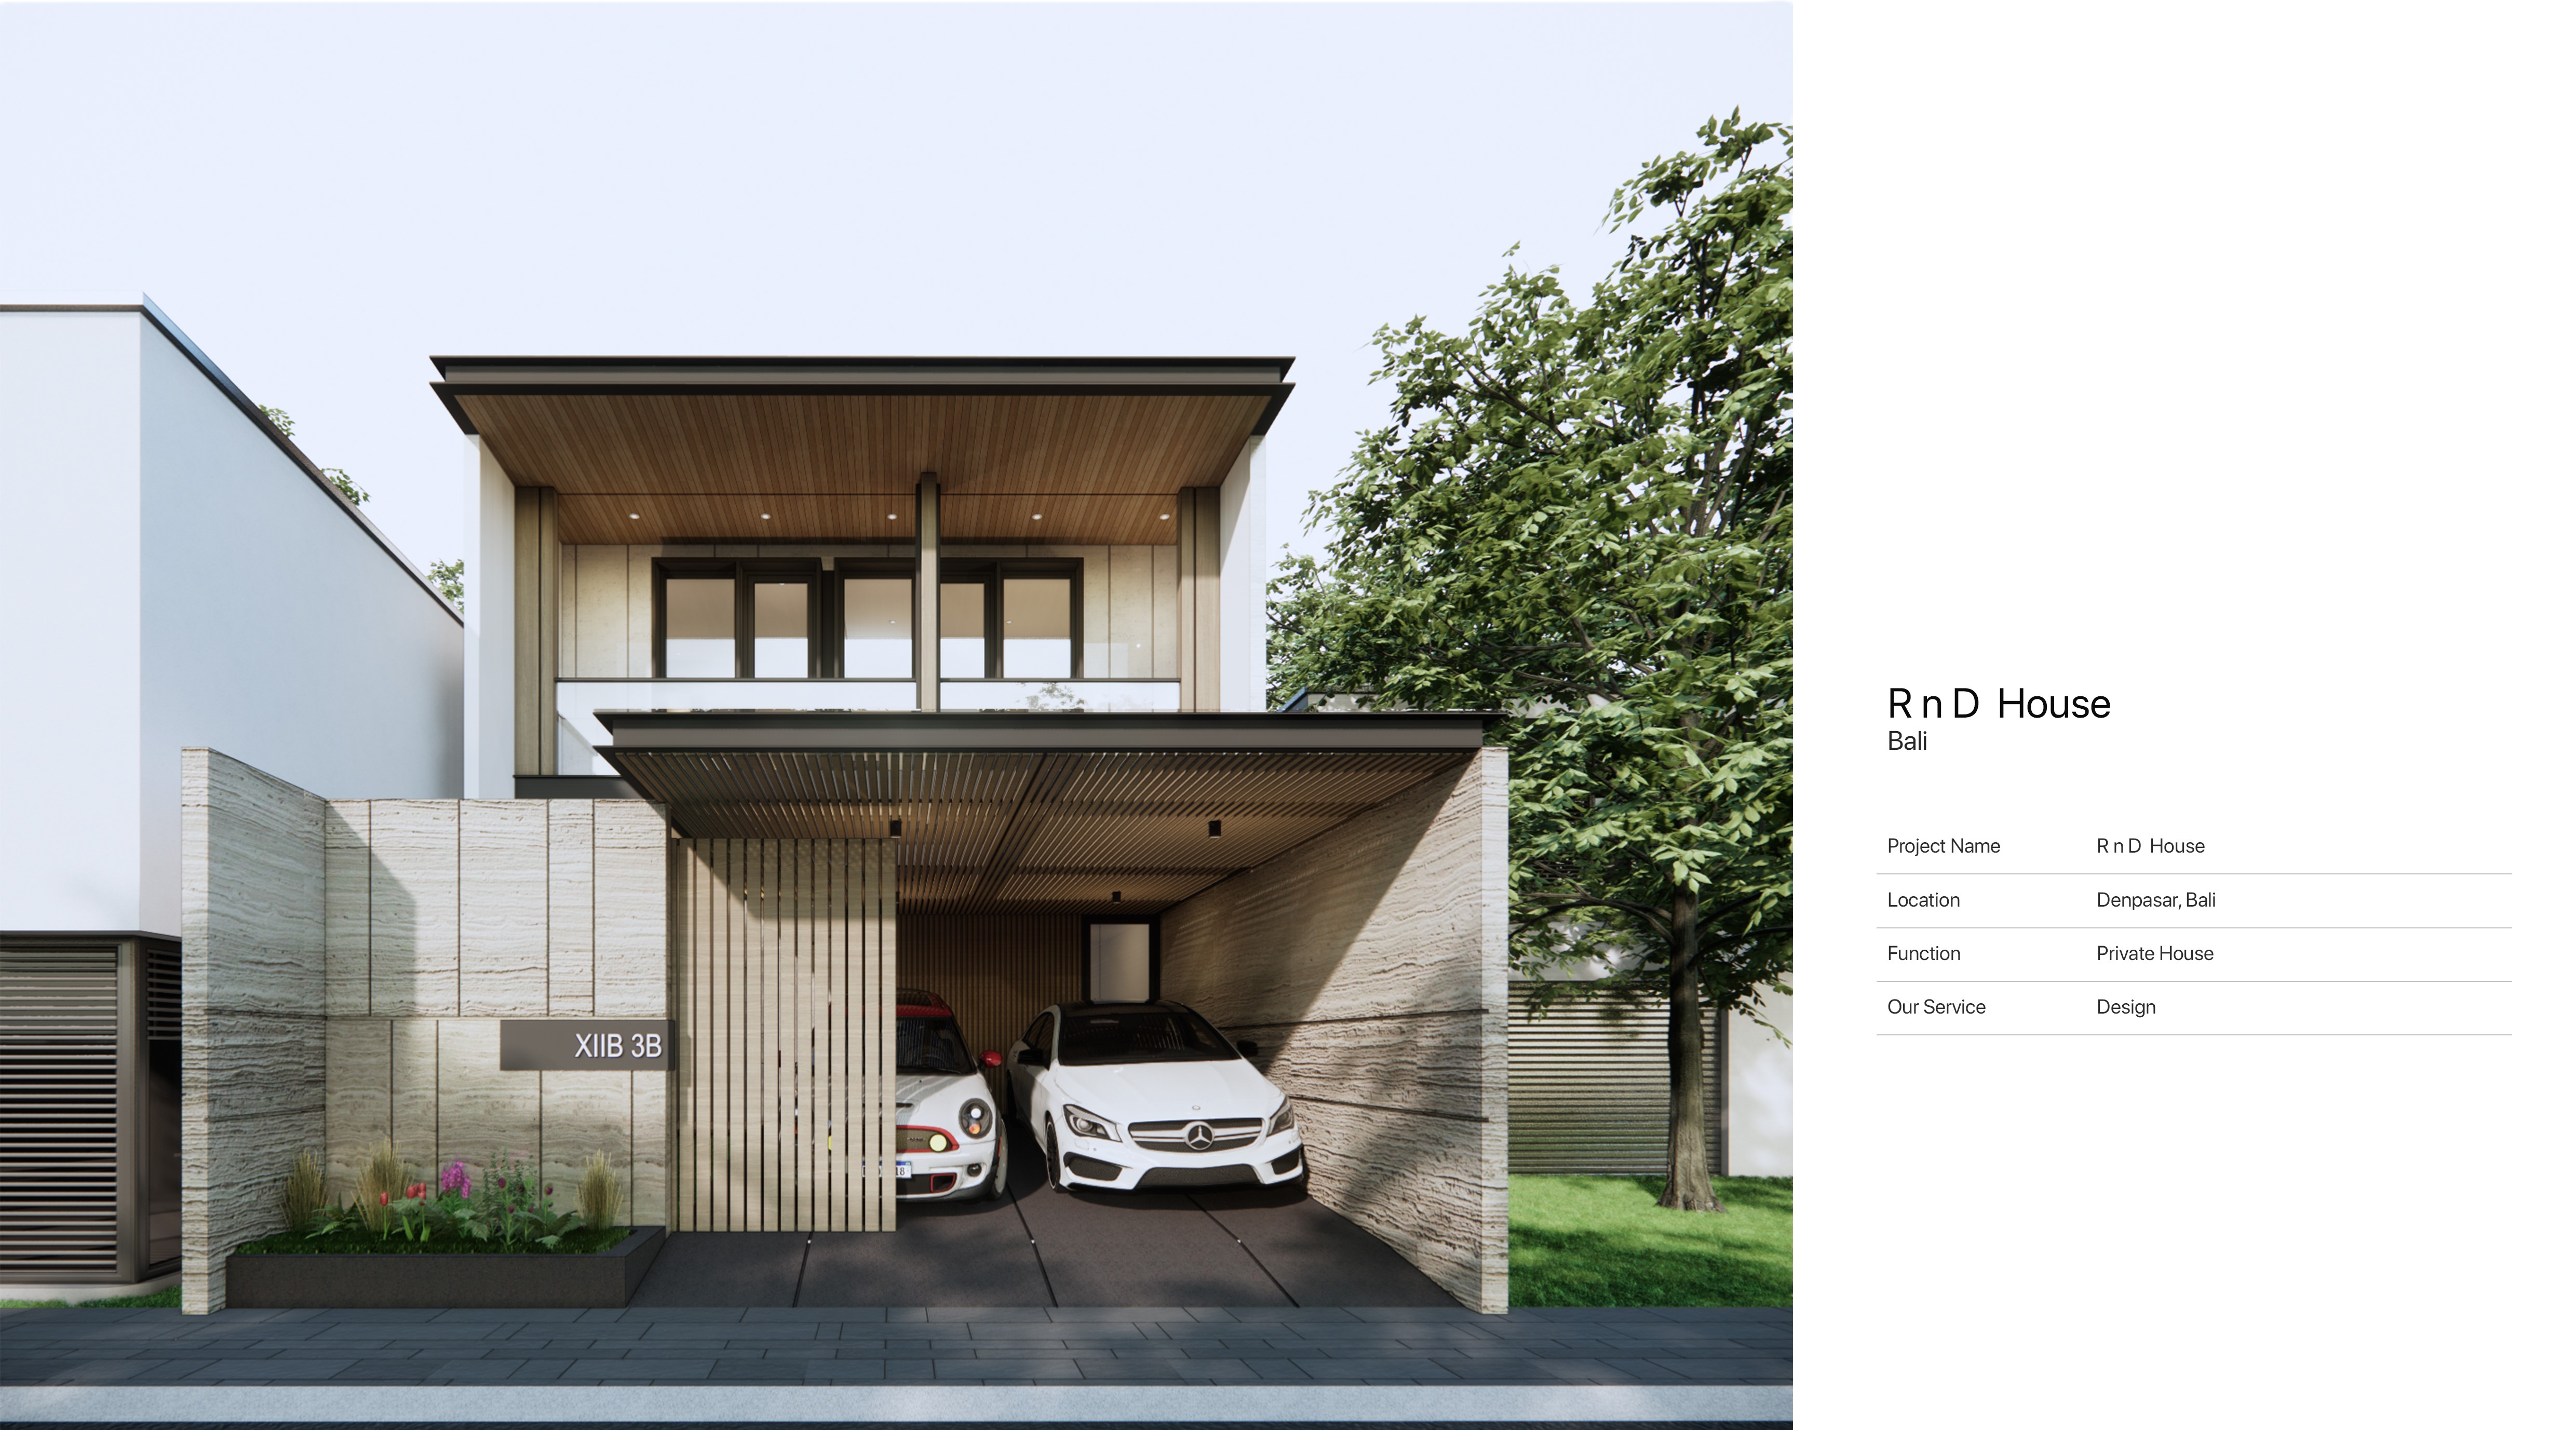 XIIB 3B
R n D House
Bali
Project Name R n D House
Location Denpasar, Bali
Function Private House
Our Service Design